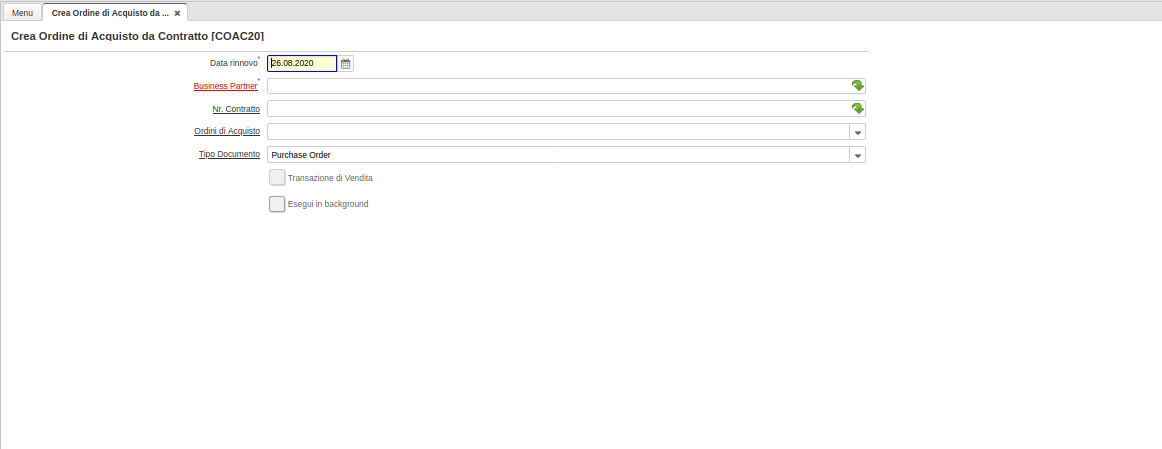 Menu
Crea Ordine di Acquisto da ...
Crea Ordine di Acquisto da Contratto [COAC20]
Data rinnovo* 26.08.2020
Business Partner*
Nr. Contratto
Ordini di Acquisto
Tipo Documento Purchase Order
Transazione di Vendita
Esegui in background